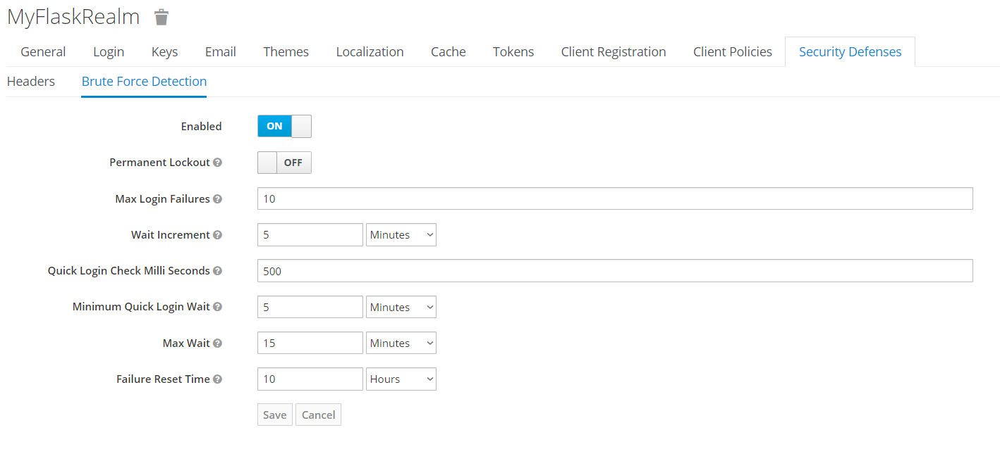 MyFlaskRealm
General Login Keys Email Themes Localization Cache Tokens Client Registration Client Policies Security Defenses
Headers Brute Force Detection
Enabled ON
Permanent Lockout ? OFF
Max Login Failures ? 10
Wait Increment ? 5 Minutes
Quick Login Check Milli Seconds ? 500
Minimum Quick Login Wait ? 5 Minutes
Max Wait ? 15 Minutes
Failure Reset Time ? 10 Hours
Save Cancel